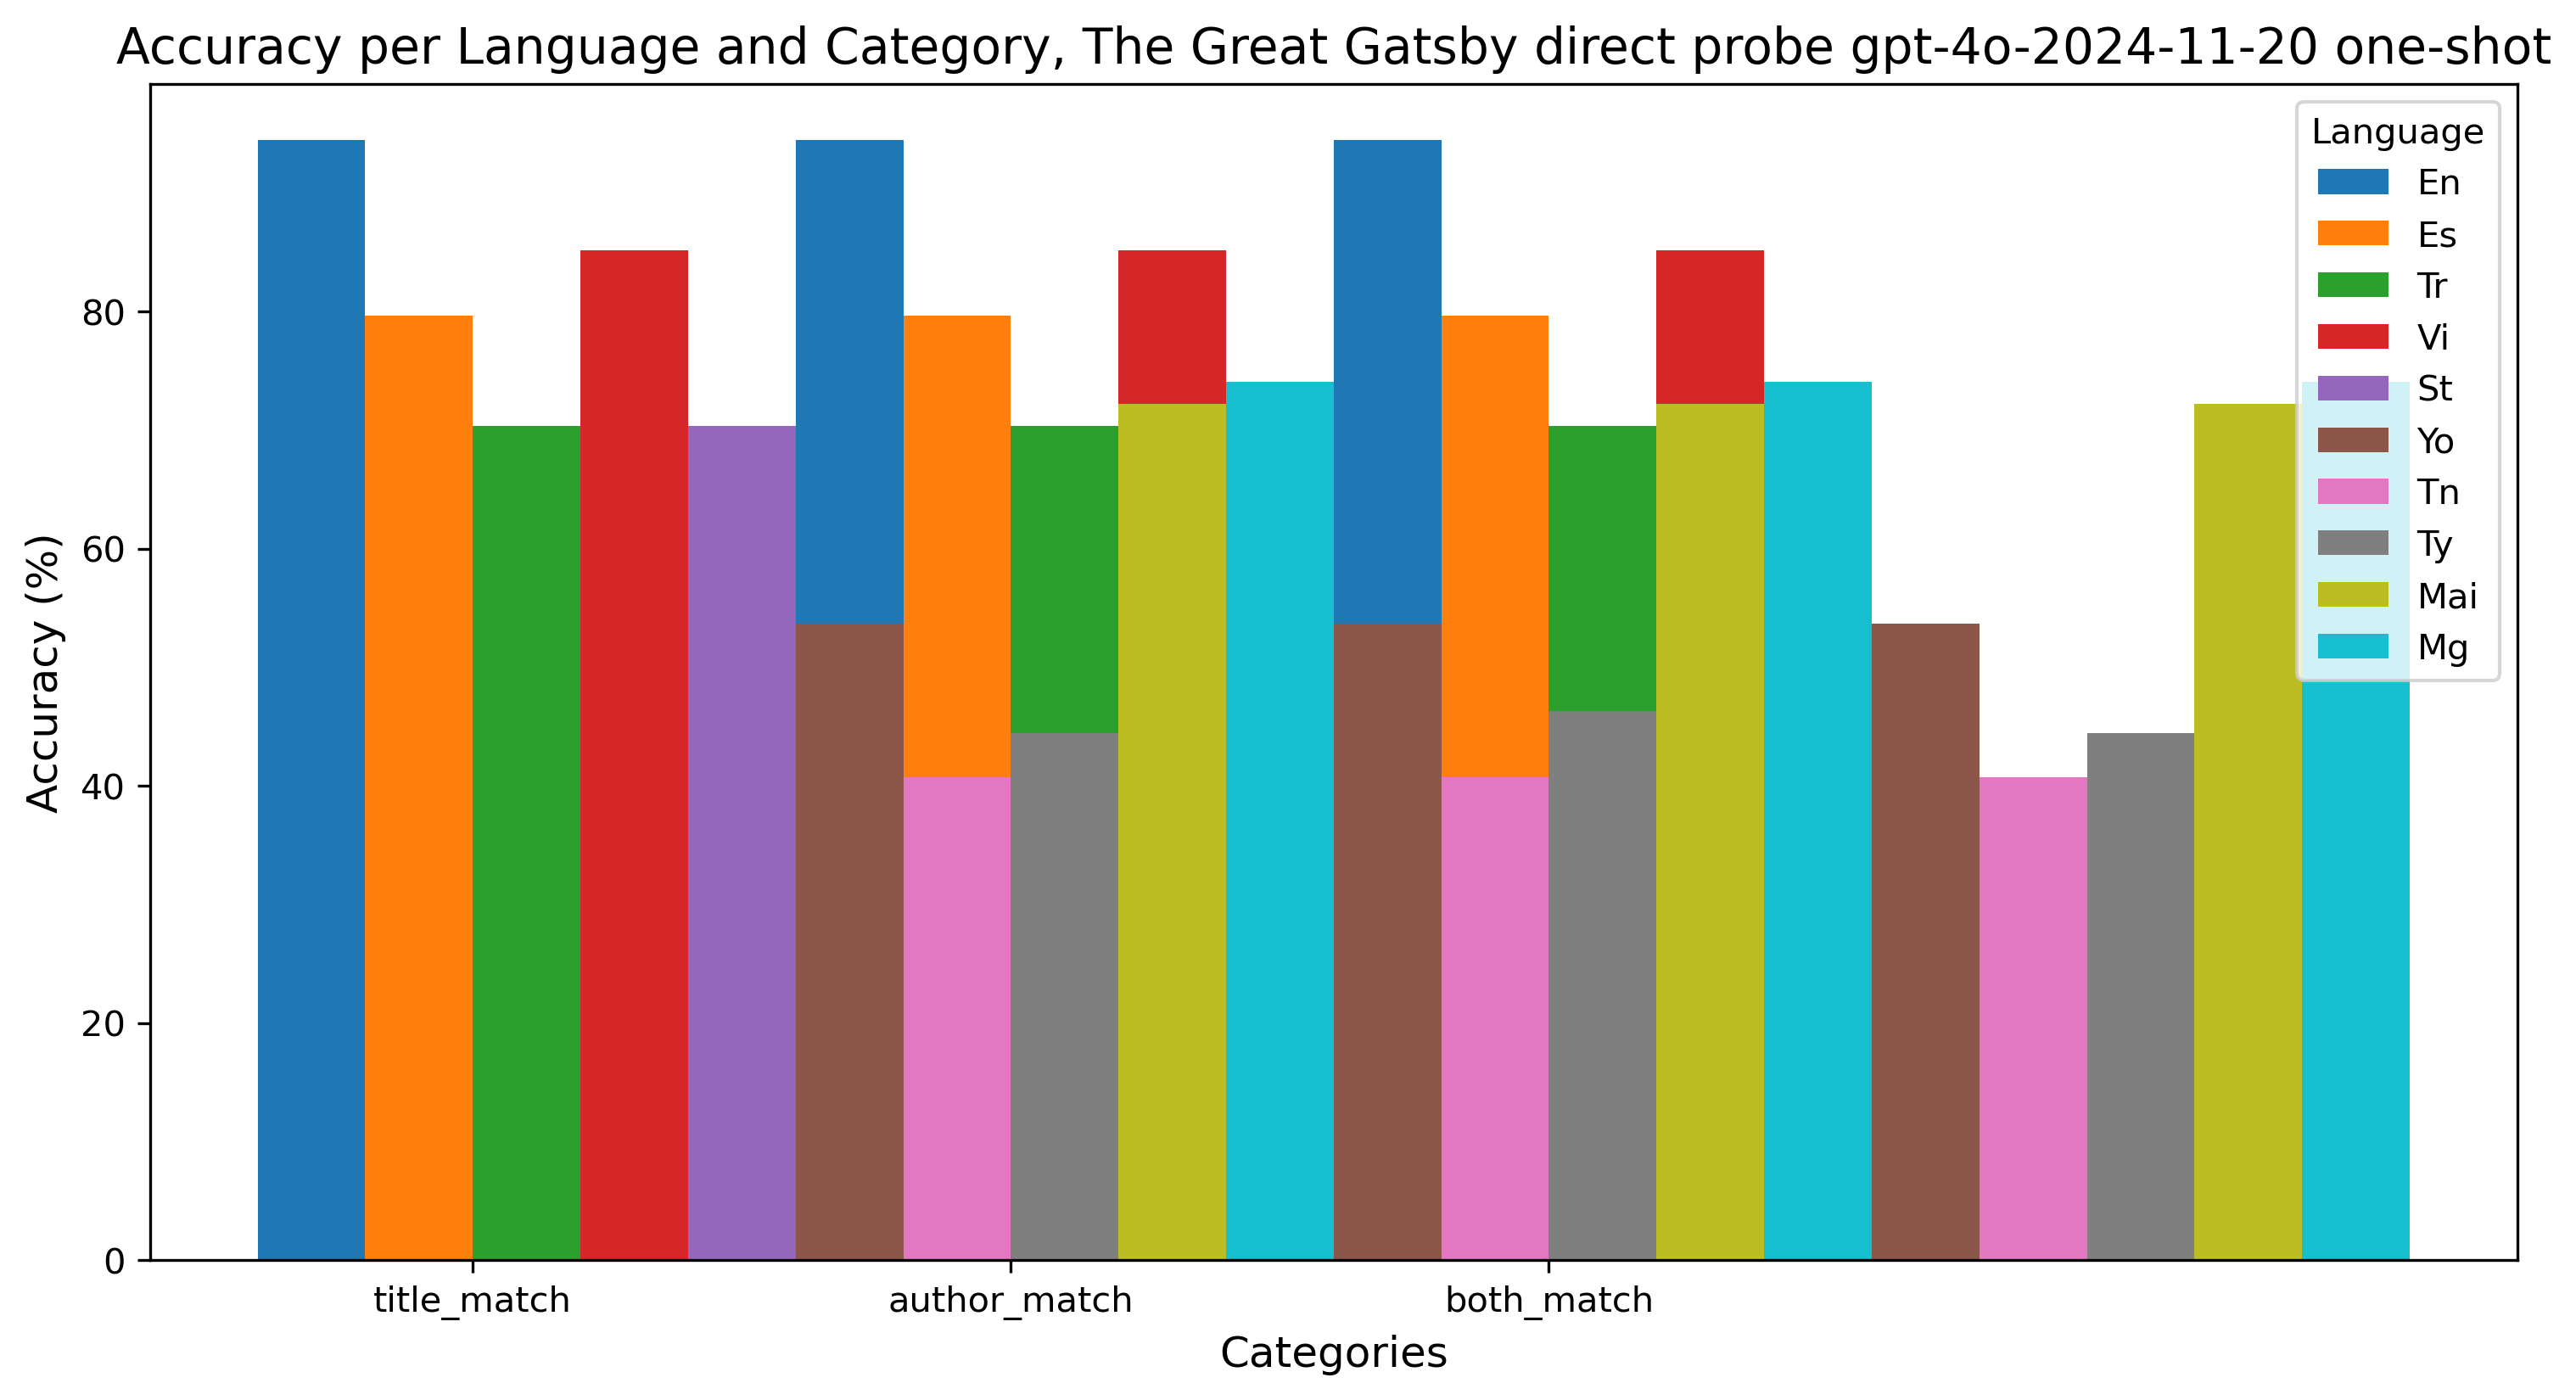 Accuracy per Language and Category, The Great Gatsby direct probe gpt-4o-2024-11-20 one-shot
Language
En
Es
Tr
Vi
St
Yo
Tn
Ty
Mai
Mg
Accuracy (%)
80
60
40
20
0
title_match author_match both_match
Categories